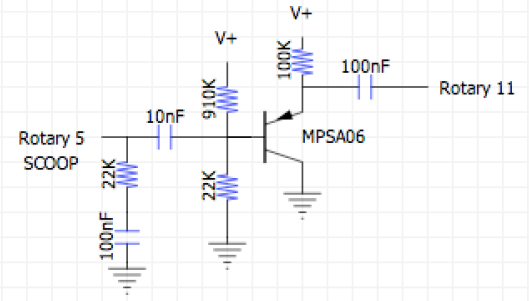 V+
V+
100K
100nF
Rotary 11
910K
10nF
MPSA06
Rotary 5
SCOOP
22K
22K
100nF